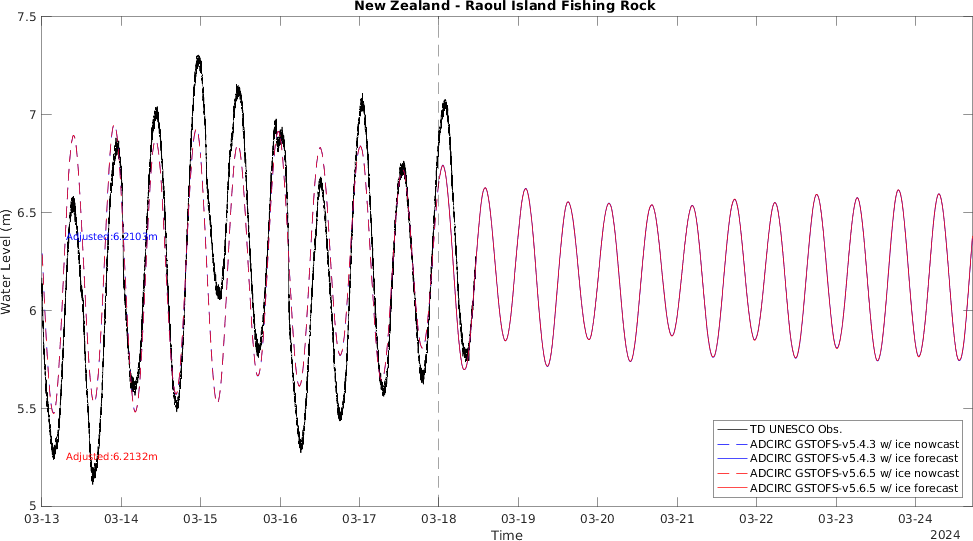 New Zealand - Raoul Island Fishing Rock
7.5
7
6.5
6
5.5
5
Water Level (m)
Adjusted:6.2103m
Adjusted:6.2132m
TD UNESCO Obs.
ADCIRC GSTOFS-v5.4.3 w/ ice nowcast
ADCIRC GSTOFS-v5.4.3 w/ ice forecast
ADCIRC GSTOFS-v5.6.5 w/ ice nowcast
ADCIRC GSTOFS-v5.6.5 w/ ice forecast
03-13 03-14 03-15 03-16 03-17 03-18 03-19 03-20 03-21 03-22 03-23 03-24
Time
2024